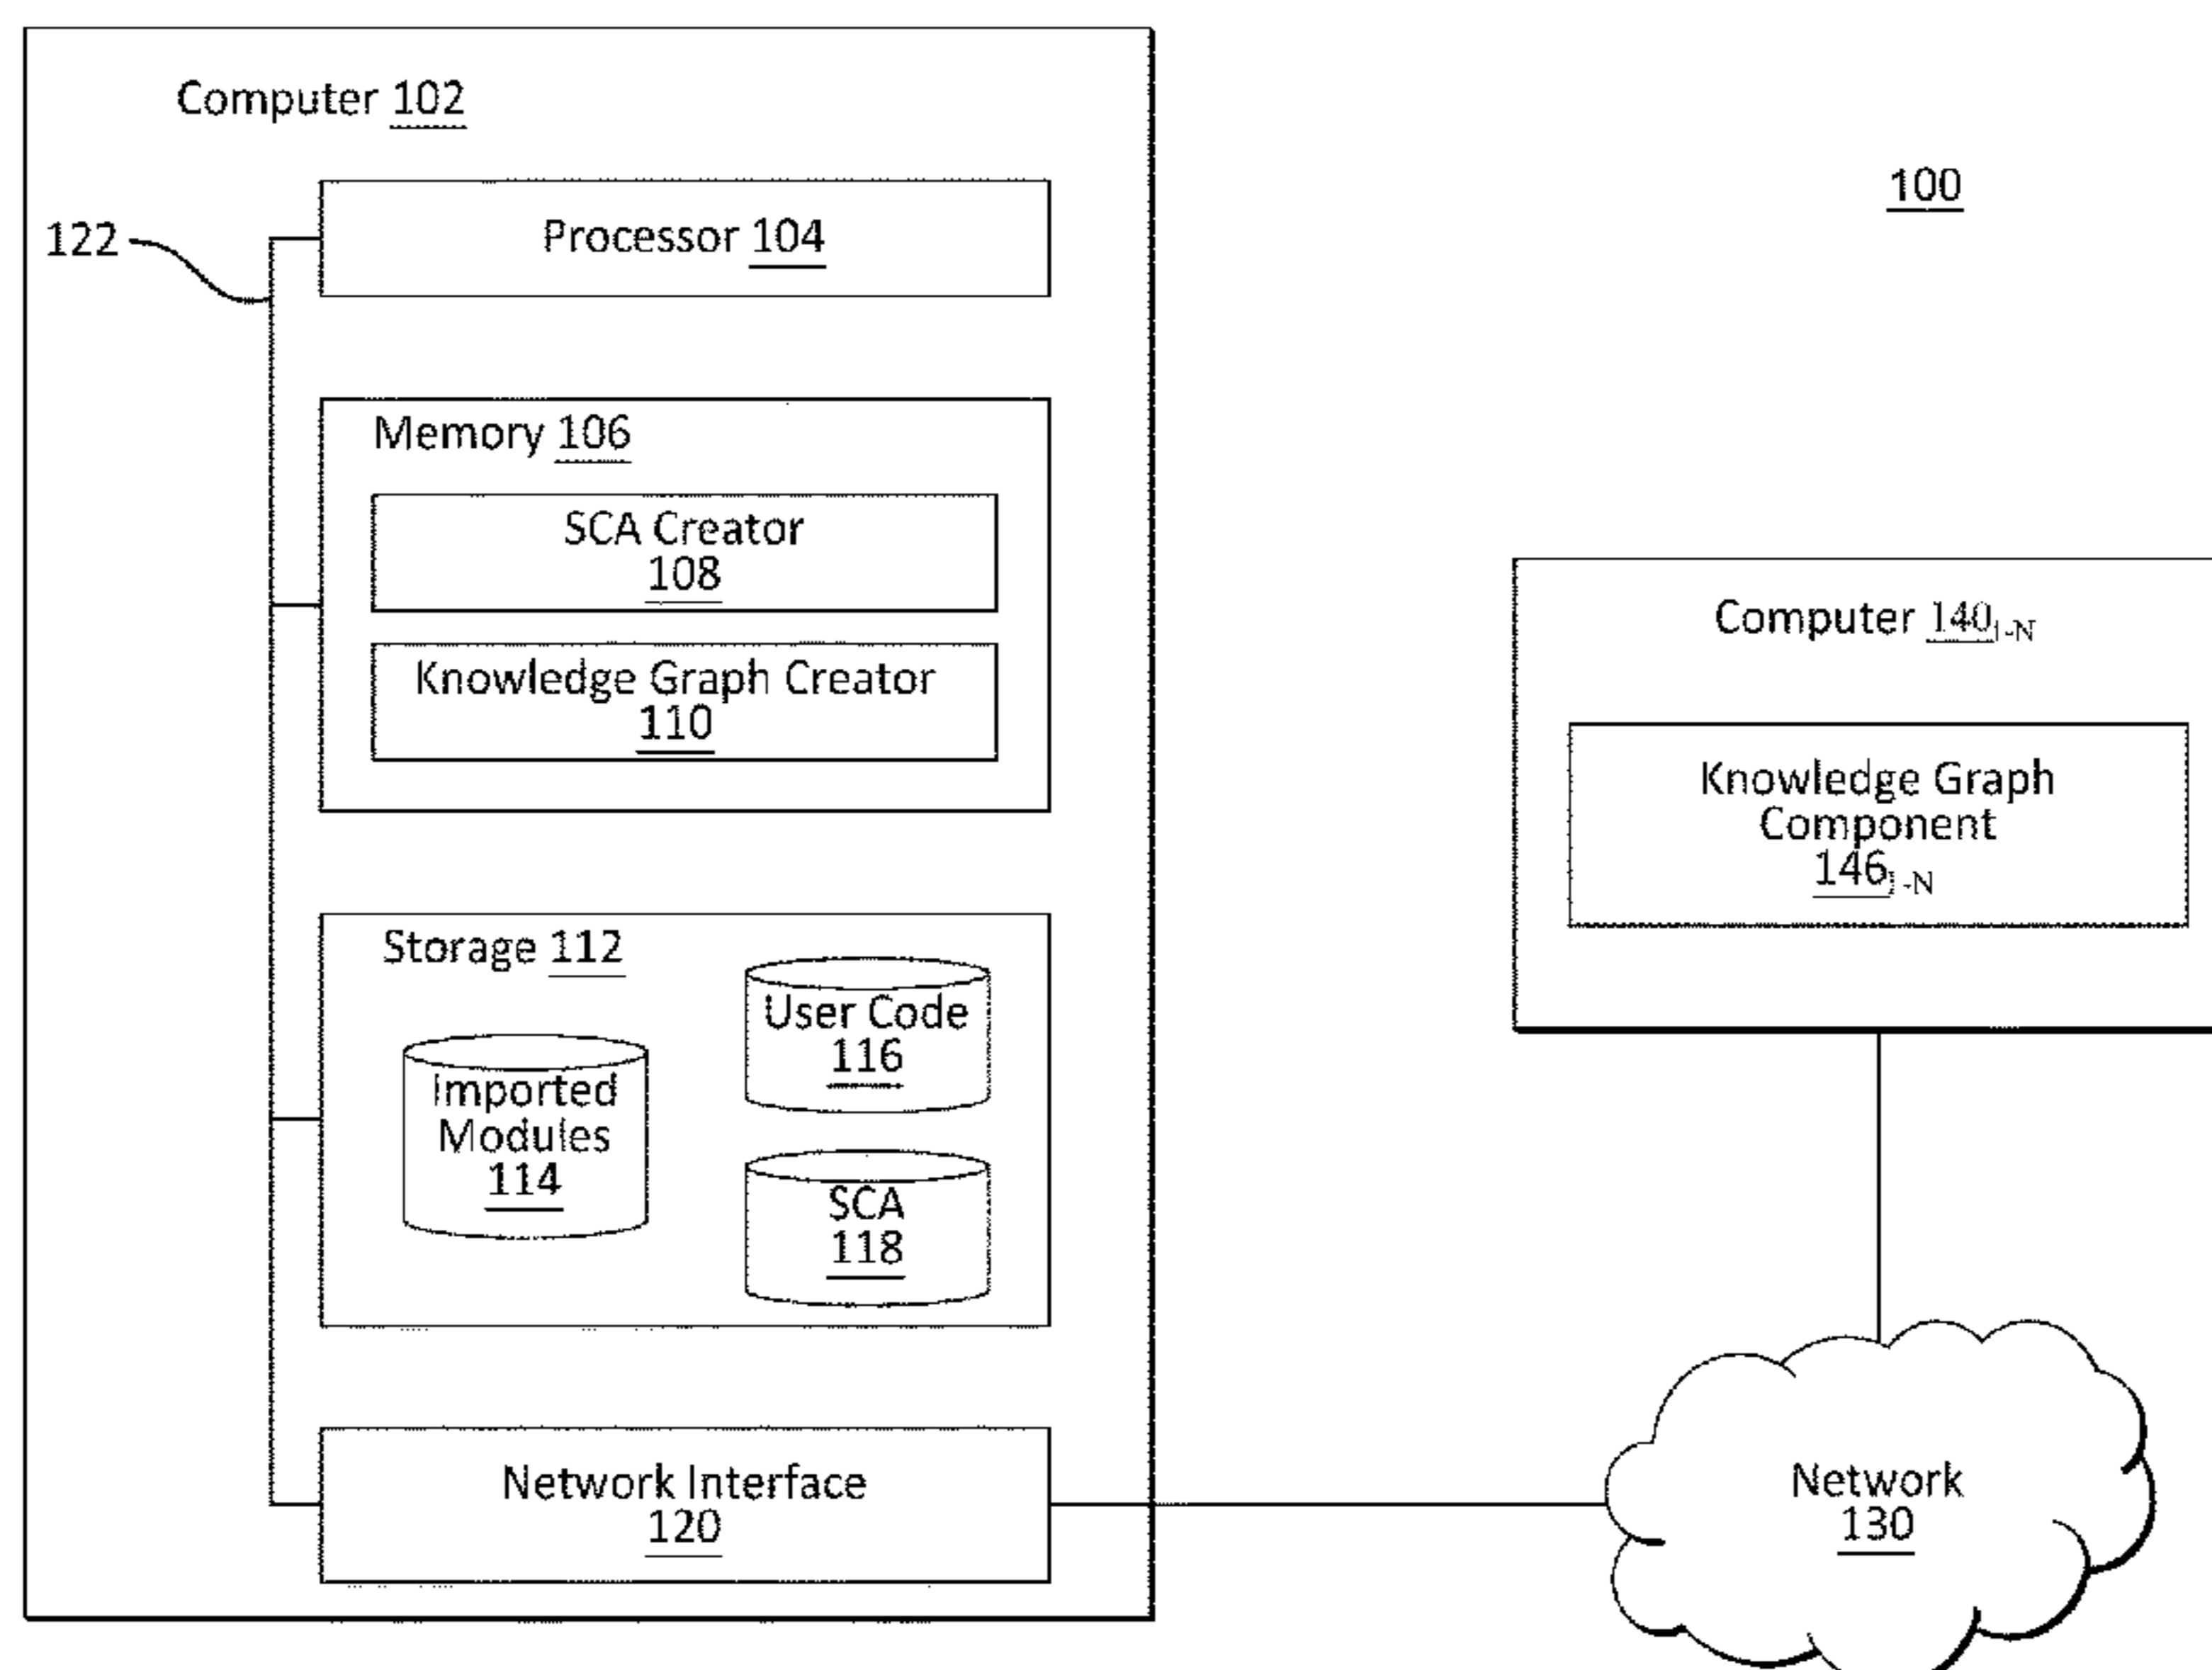 Computer 102
100
122
Processor 104
Memory 106
SCA Creator
108
Knowledge Graph Creator
110
Computer 140₁₋N
Knowledge Graph
Component
146₁₋N
Storage 112
User Code
116
Imported
Modules
114
SCA
118
Network Interface
120
Network
130